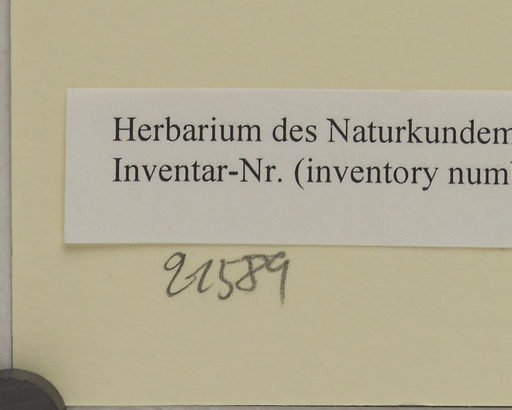 Herbarium des Naturkundem
Inventar-Nr. (inventory num
21589